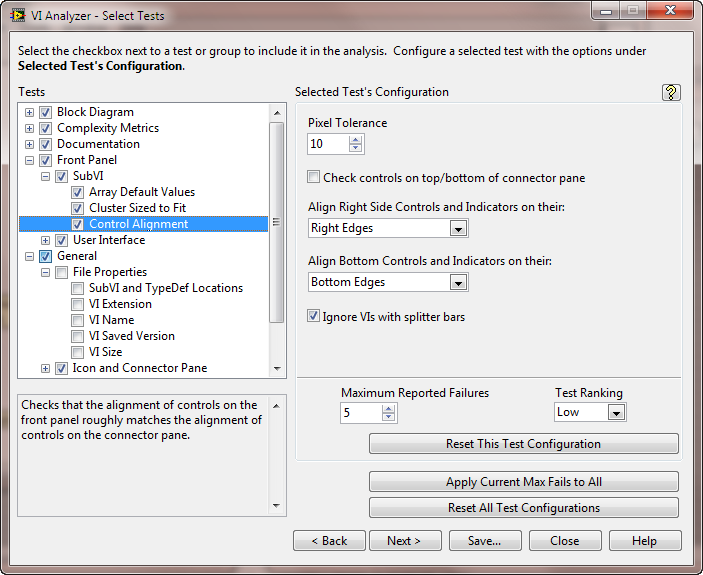 VI Analyzer - Select Tests
Select the checkbox next to a test or group to include it in the analysis.  Configure a selected test with the options under
Selected Test's Configuration.
Tests
Block Diagram
Complexity Metrics
Documentation
Front Panel
SubVI
Array Default Values
Cluster Sized to Fit
Control Alignment
User Interface
General
File Properties
SubVI and TypeDef Locations
VI Extension
VI Name
VI Saved Version
VI Size
Icon and Connector Pane
Checks that the alignment of controls on the
front panel roughly matches the alignment of
controls on the connector pane.
Selected Test's Configuration
?
Pixel Tolerance
10
Check controls on top/bottom of connector pane
Align Right Side Controls and Indicators on their:
Right Edges
Align Bottom Controls and Indicators on their:
Bottom Edges
Ignore VIs with splitter bars
Maximum Reported Failures
5
Test Ranking
Low
Reset This Test Configuration
Apply Current Max Fails to All
Reset All Test Configurations
< Back
Next >
Save...
Close
Help